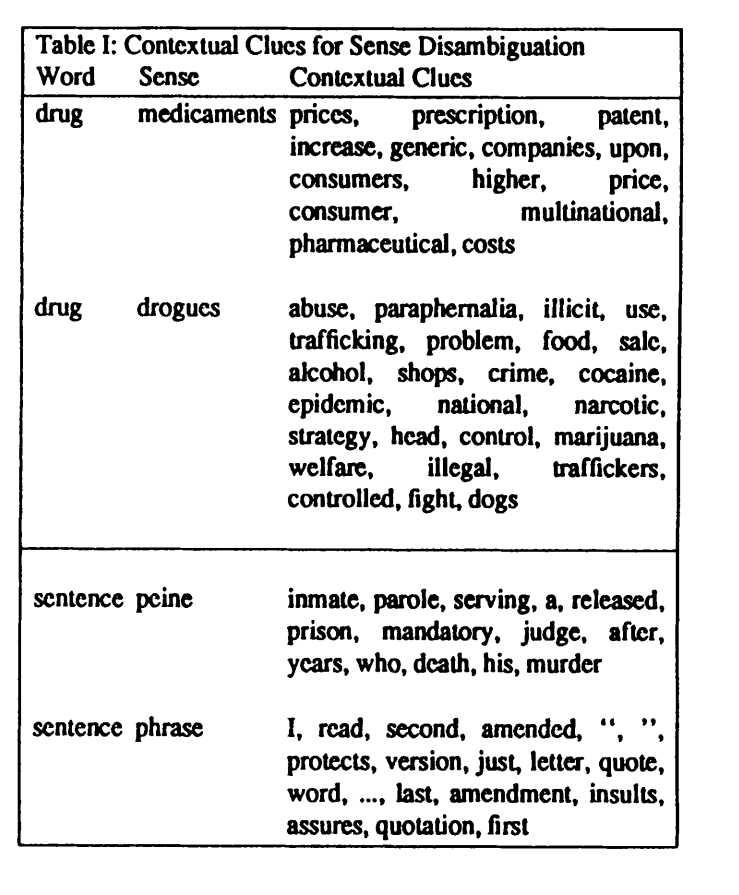 Table I: Contextual Clues for Sense Disambiguation
Word Sense Contextual Clues
drug medicaments prices, prescription, patent,
increase, generic, companies, upon,
consumers, higher, price,
consumer, multinational,
pharmaceutical, costs
drug drogues abuse, paraphernalia, illicit, use,
trafficking, problem, food, sale,
alcohol, shops, crime, cocaine,
epidemic, national, narcotic,
strategy, head, control, marijuana,
welfare, illegal, traffickers,
controlled, fight, dogs
sentence peine inmate, parole, serving, a, released,
prison, mandatory, judge, after,
years, who, death, his, murder
sentence phrase I, read, second, amended, “, ”,
protects, version, just, letter, quote,
word, ..., last, amendment, insults,
assures, quotation, first